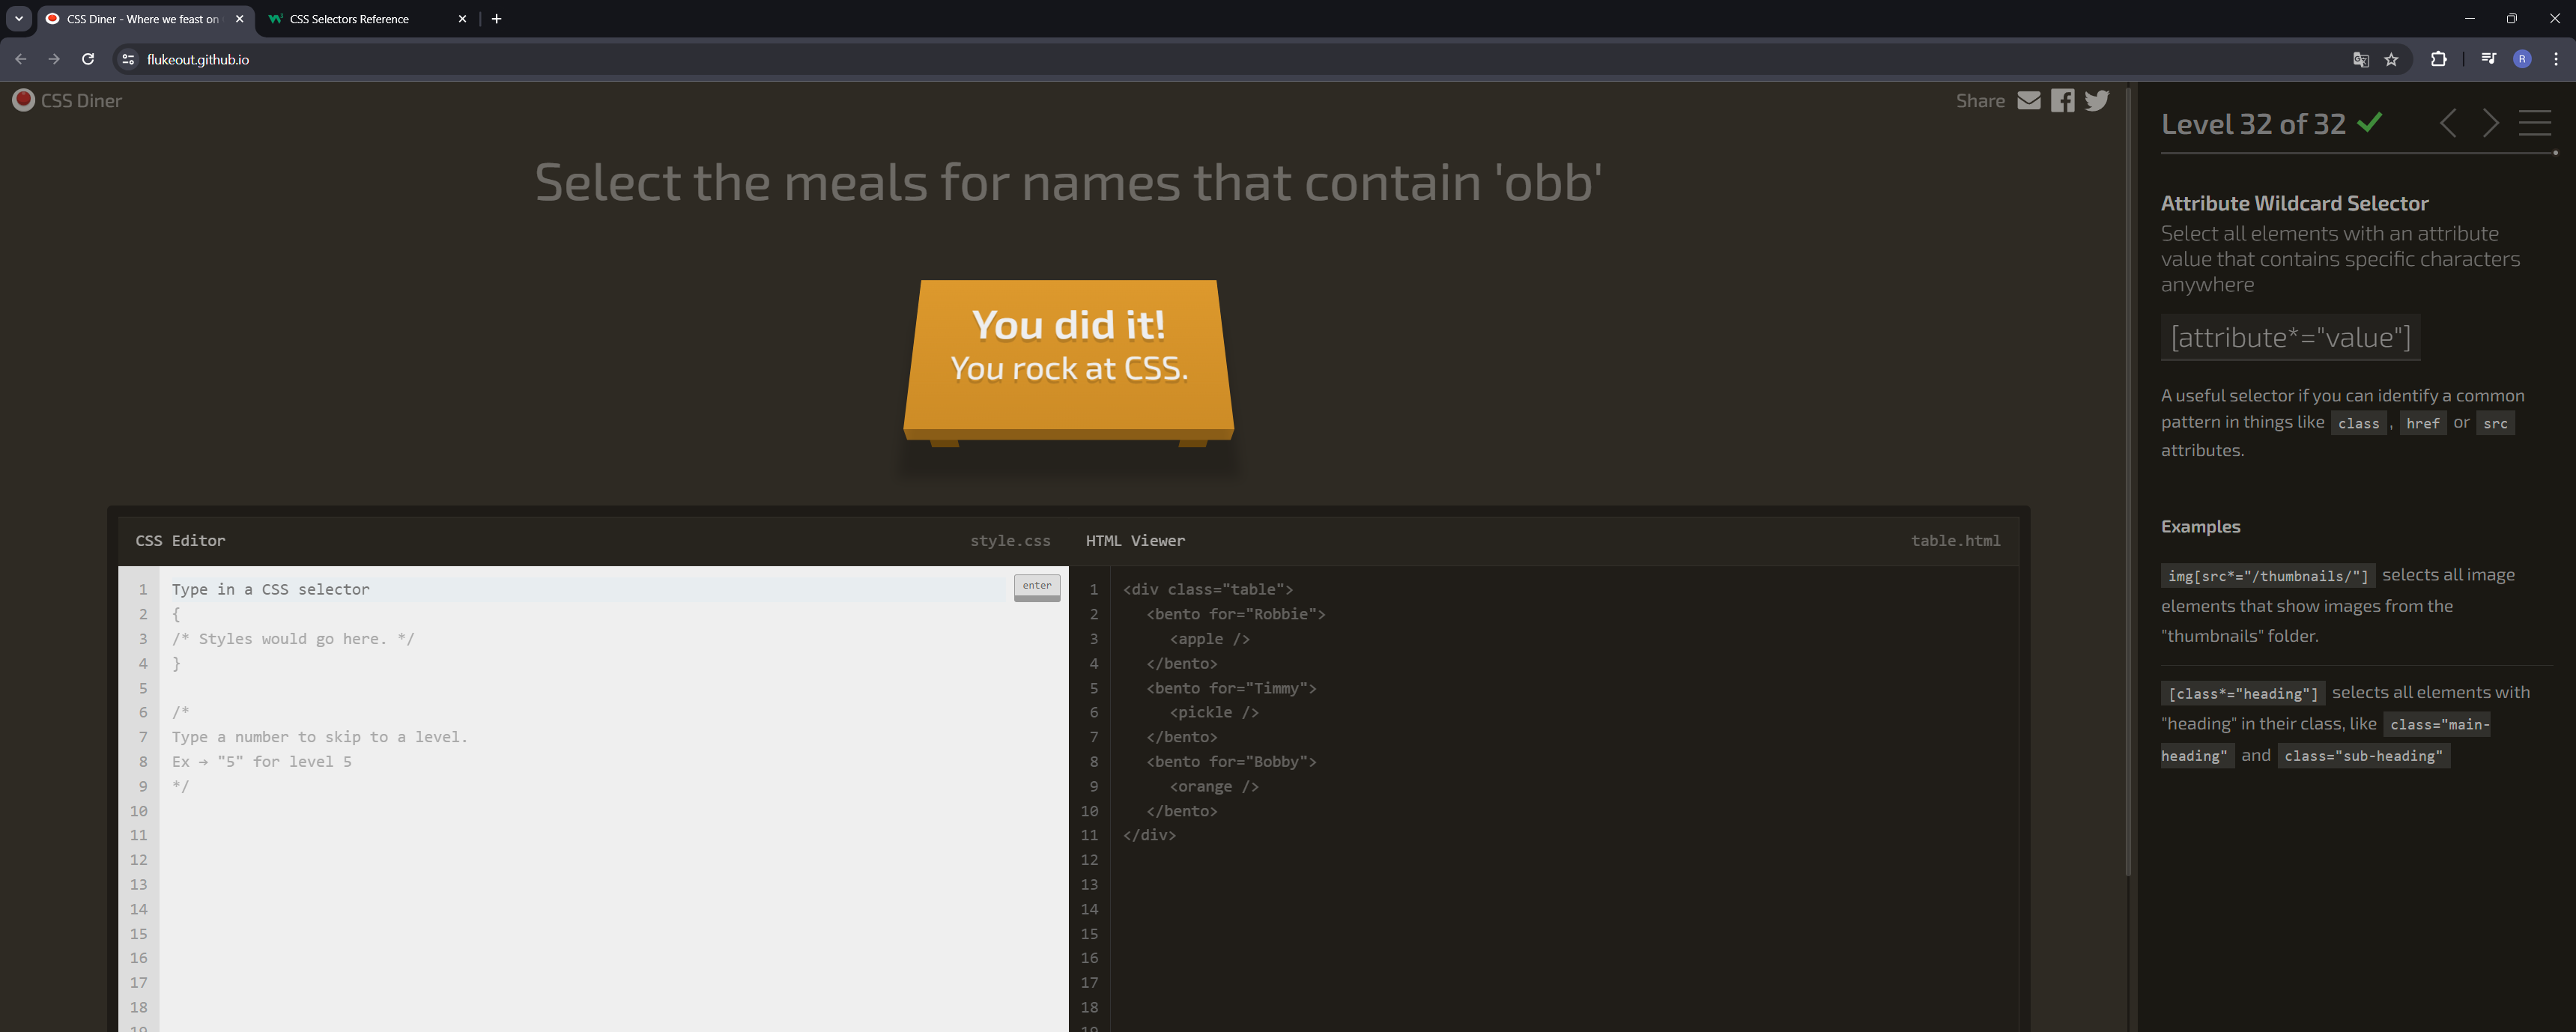 CSS Diner - Where we feast on
CSS Selectors Reference
flukeout.github.io
R
CSS Diner
Share
Select the meals for names that contain 'obb'
You did it!
You rock at CSS.
CSS Editor
style.css
enter
1 Type in a CSS selector
2 {
3 /* Styles would go here. */
4 }
5
6 /*
7 Type a number to skip to a level.
8 Ex → "5" for level 5
9 */
10
11
12
13
14
15
16
17
18
19
HTML Viewer
table.html
1 <div class="table">
2 <bento for="Robbie">
3 <apple />
4 </bento>
5 <bento for="Timmy">
6 <pickle />
7 </bento>
8 <bento for="Bobby">
9 <orange />
10 </bento>
11 </div>
12
13
14
15
16
17
18
19
Level 32 of 32
Attribute Wildcard Selector
Select all elements with an attribute
value that contains specific characters
anywhere
[attribute*="value"]
A useful selector if you can identify a common
pattern in things like class , href or src
attributes.
Examples
img[src*="/thumbnails/"] selects all image
elements that show images from the
"thumbnails" folder.
[class*="heading"] selects all elements with
"heading" in their class, like class="main-
heading" and class="sub-heading"